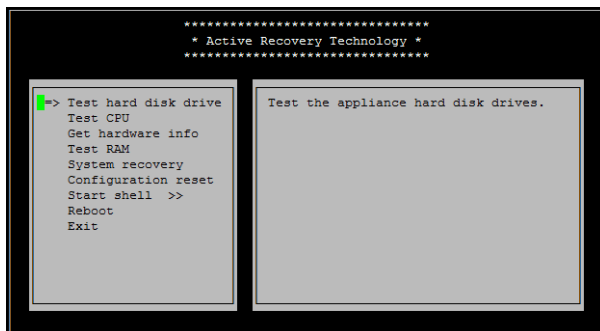 ********************************
* Active Recovery Technology *
********************************
=> Test hard disk drive
Test CPU
Get hardware info
Test RAM
System recovery
Configuration reset
Start shell >>
Reboot
Exit
Test the appliance hard disk drives.